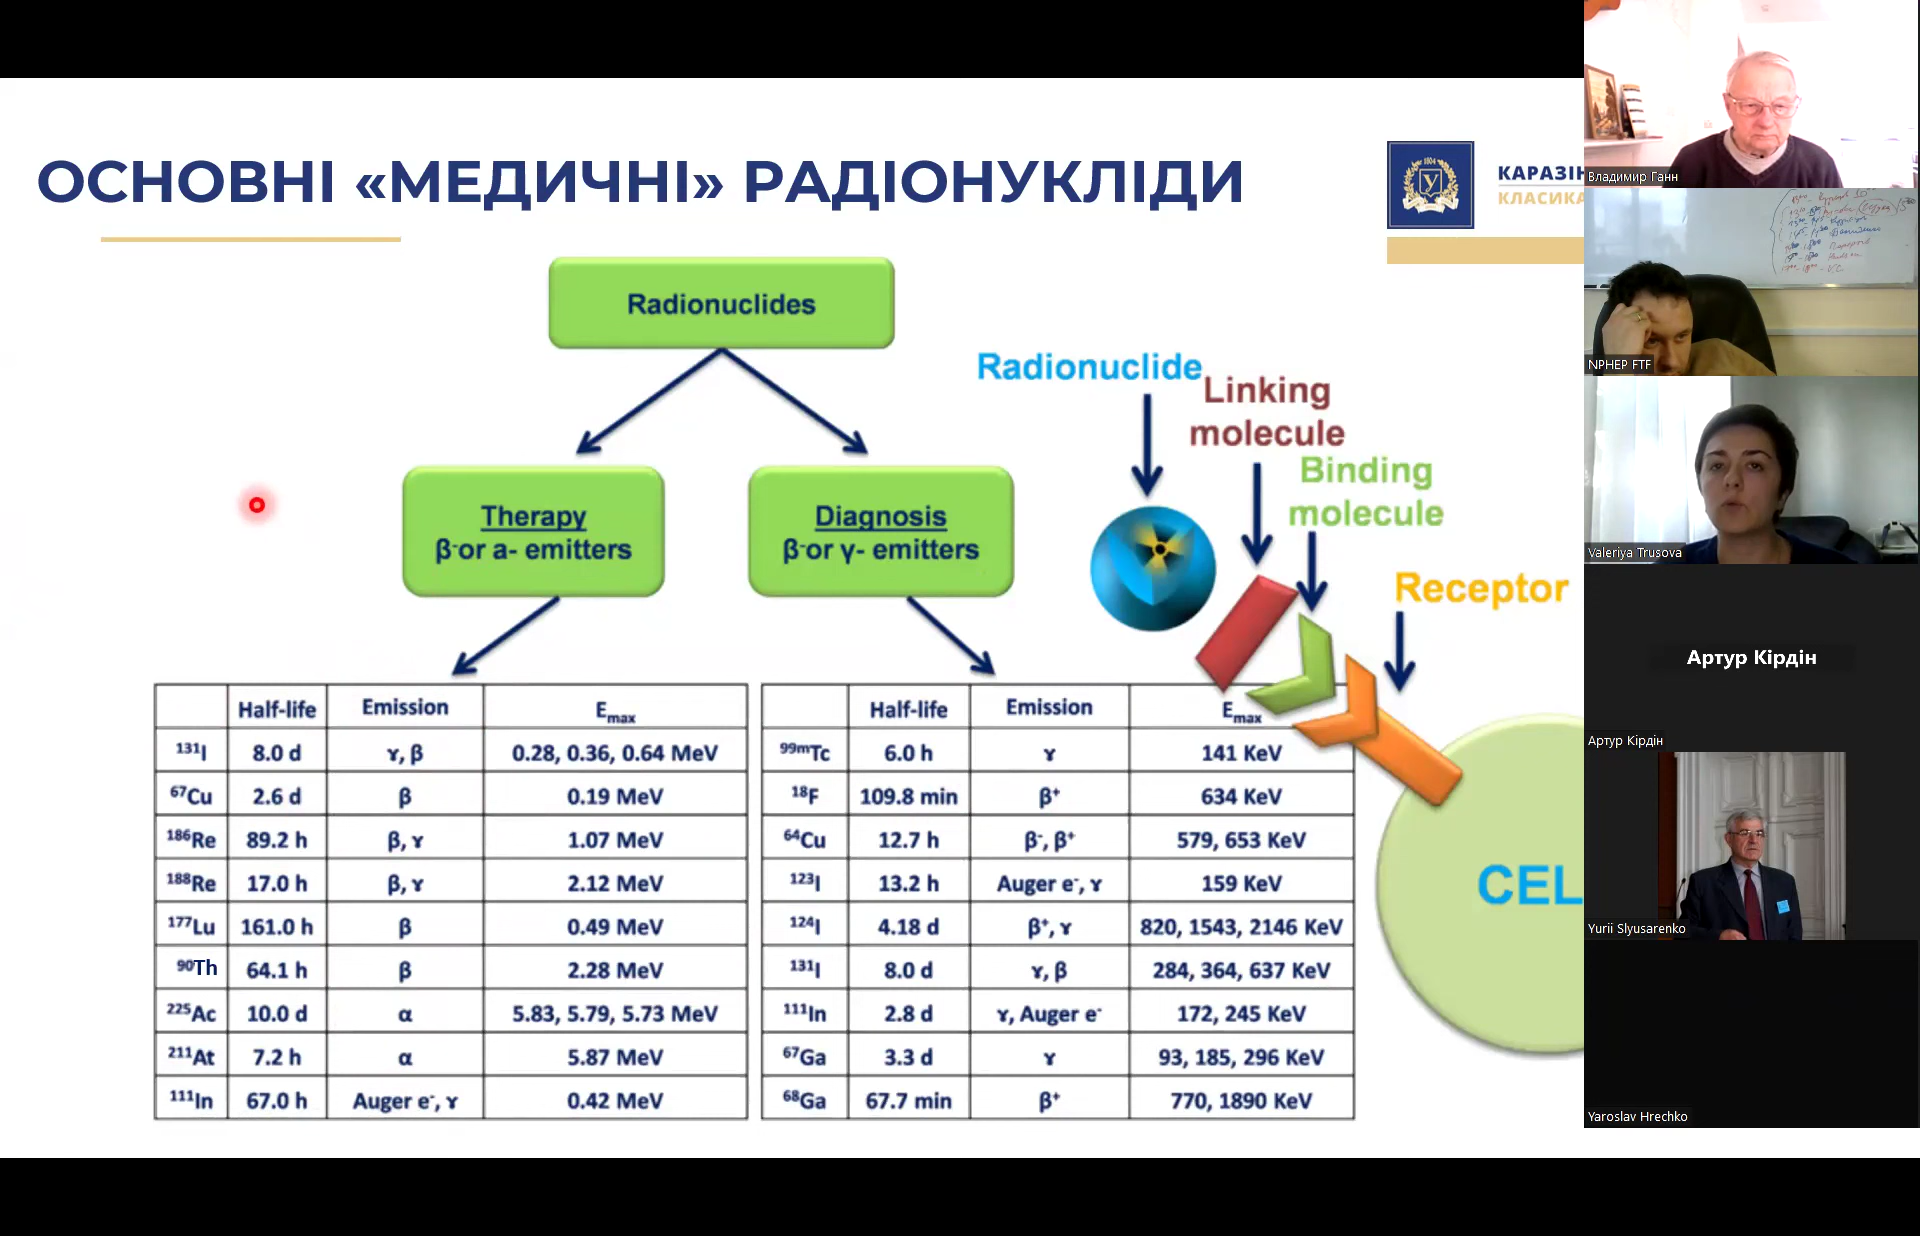 ОСНОВНІ «МЕДИЧНІ» РАДІОНУКЛІДИ
1804
КАРАЗІН
КЛАСИКА
Radionuclides
Therapy
β⁻or a- emitters
Diagnosis
β⁻or γ- emitters
Radionuclide
Linking
molecule
Binding
molecule
Receptor
CEL
Half-life Emission Emax
¹³¹I 8.0 d ɤ, β 0.28, 0.36, 0.64 MeV
⁶⁷Cu 2.6 d β 0.19 MeV
¹⁸⁶Re 89.2 h β, ɤ 1.07 MeV
¹⁸⁸Re 17.0 h β, ɤ 2.12 MeV
¹⁷⁷Lu 161.0 h β 0.49 MeV
⁹⁰Th 64.1 h β 2.28 MeV
²²⁵Ac 10.0 d α 5.83, 5.79, 5.73 MeV
²¹¹At 7.2 h α 5.87 MeV
¹¹¹In 67.0 h Auger e⁻, ɤ 0.42 MeV
Half-life Emission Emax
⁹⁹ᵐTc 6.0 h ɤ 141 KeV
¹⁸F 109.8 min β⁺ 634 KeV
⁶⁴Cu 12.7 h β⁻, β⁺ 579, 653 KeV
¹²³I 13.2 h Auger e⁻, ɤ 159 KeV
¹²⁴I 4.18 d β⁺, ɤ 820, 1543, 2146 KeV
¹³¹I 8.0 d ɤ, β 284, 364, 637 KeV
¹¹¹In 2.8 d ɤ, Auger e⁻ 172, 245 KeV
⁶⁷Ga 3.3 d ɤ 93, 185, 296 KeV
⁶⁸Ga 67.7 min β⁺ 770, 1890 KeV
Владимир Ганн
NPHEP FTF
Valeriya Trusova
Артур Кірдін
Артур Кірдін
Yurii Slyusarenko
Yaroslav Hrechko